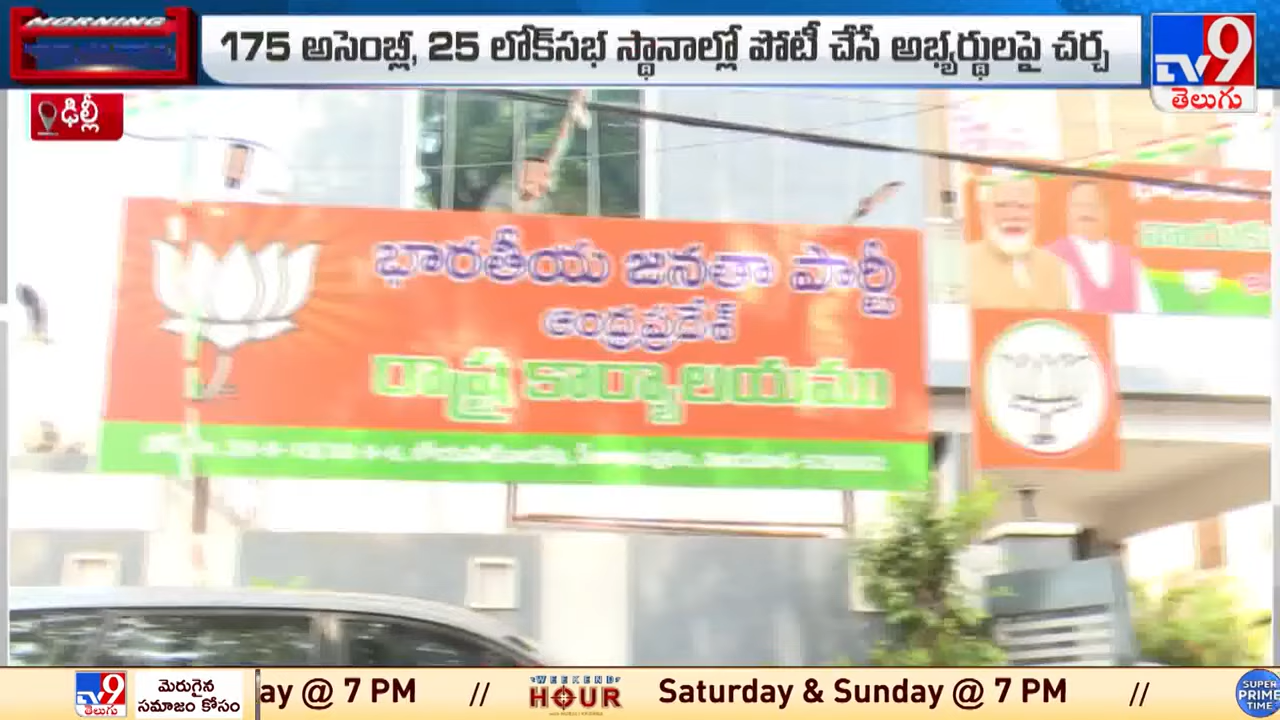 MORNING
175 అసెంబ్లీ, 25 లోక్‌సభ స్థానాల్లో పోటీ చేసే అభ్యర్థులపై చర్చ
TV9
తెలుగు
ఢిల్లీ
భారతీయ జనతా పార్టీ
ఆంధ్రప్రదేశ్
రాష్ట్ర కార్యాలయము
TV9
తెలుగు
మెరుగైన
సమాజం కోసం
ay @ 7 PM // WEEKEND HOUR Saturday & Sunday @ 7 PM //
SUPER
PRIME
TIME